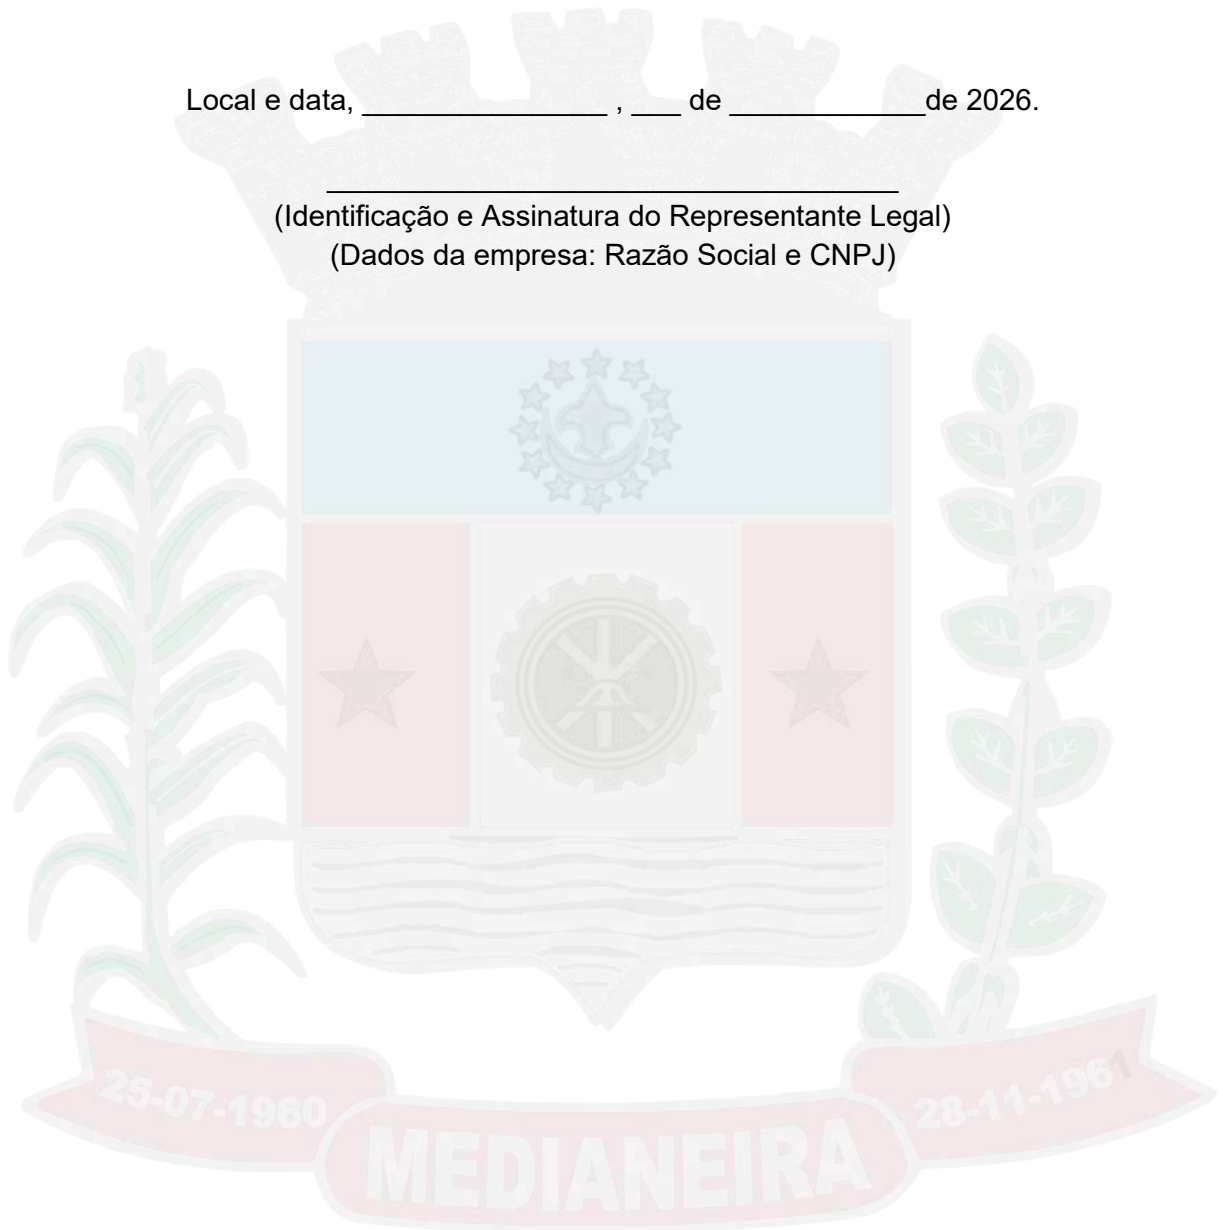 Local e data, _______________ , ___ de ____________de 2026.
___________________________________
(Identificação e Assinatura do Representante Legal)
(Dados da empresa: Razão Social e CNPJ)
25-07-1960
28-11-1961
MEDIANEIRA